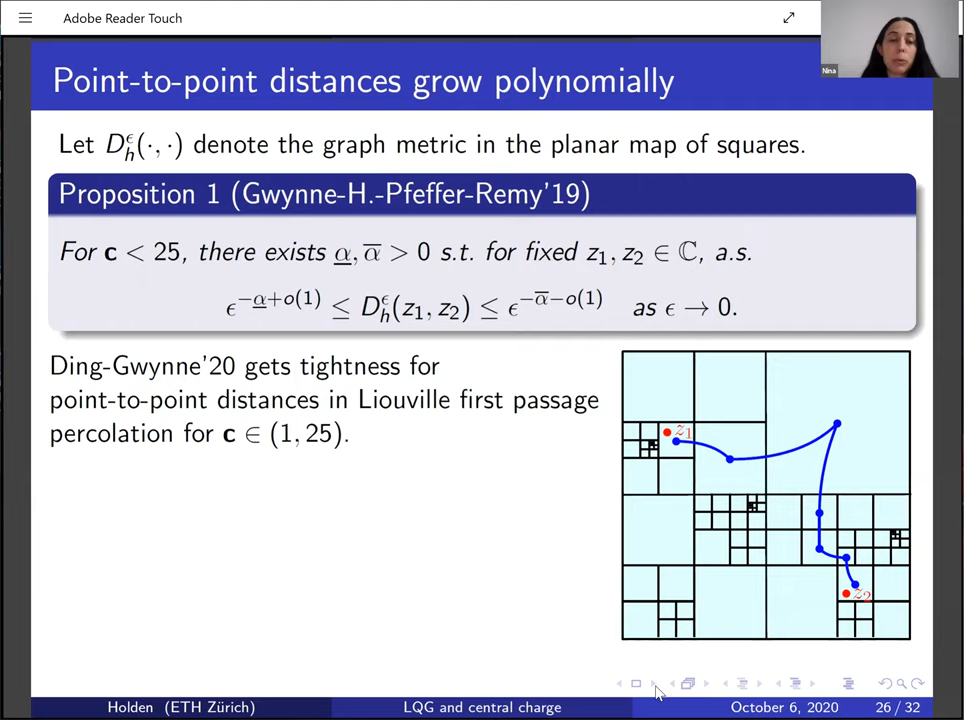 Adobe Reader Touch
Nina
Point-to-point distances grow polynomially
Let D_h^ϵ(·, ·) denote the graph metric in the planar map of squares.
Proposition 1 (Gwynne-H.-Pfeffer-Remy'19)
For c < 25, there exists α̲, α̅ > 0 s.t. for fixed z₁, z₂ ∈ ℂ, a.s.
ϵ^{-α̲+o(1)} ≤ D_h^ϵ(z₁, z₂) ≤ ϵ^{-α̅-o(1)} as ϵ → 0.
Ding-Gwynne'20 gets tightness for
point-to-point distances in Liouville first passage
percolation for c ∈ (1, 25).
z₁
z₂
Holden (ETH Zürich) LQG and central charge October 6, 2020 26 / 32